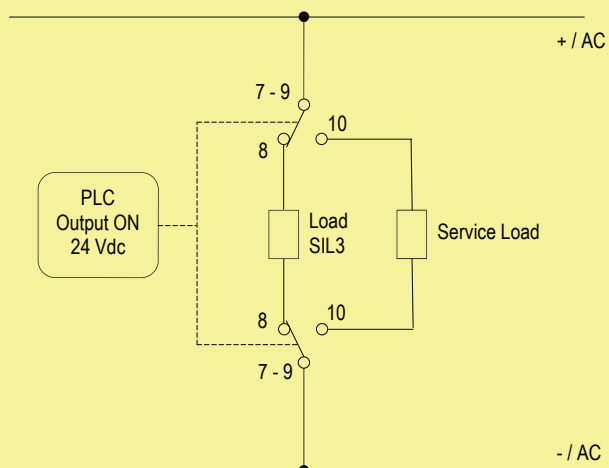 + / AC
7 - 9
10
8
PLC
Output ON
24 Vdc
Load
SIL3
Service Load
8
10
7 - 9
- / AC